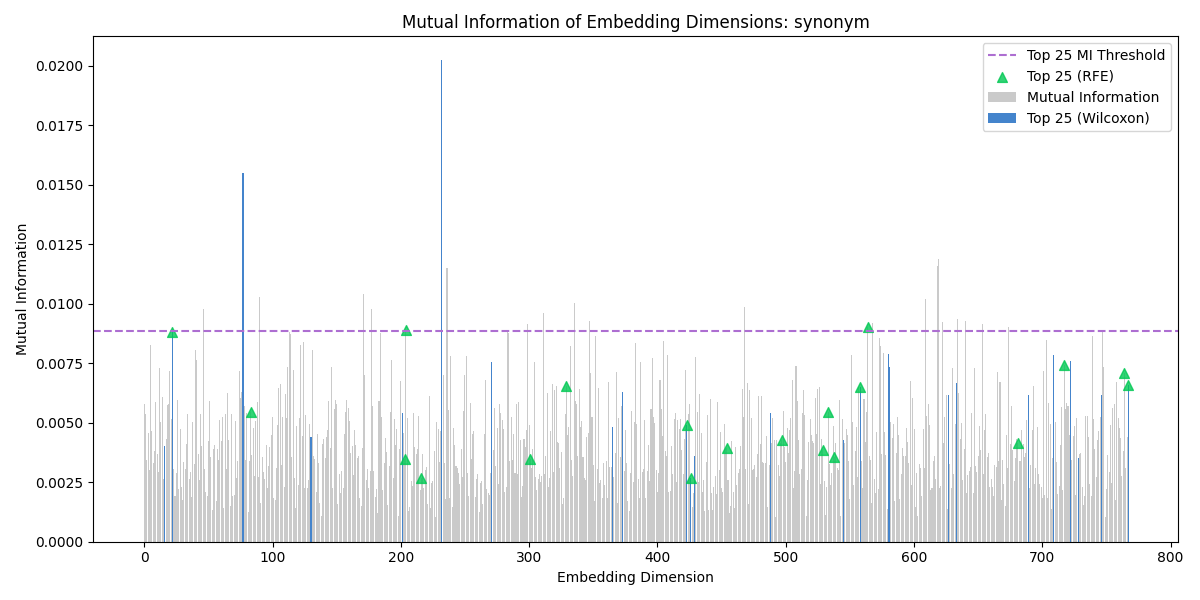 Mutual Information of Embedding Dimensions: synonym
Top 25 MI Threshold
Top 25 (RFE)
Mutual Information
Top 25 (Wilcoxon)
Mutual Information
0.0200
0.0175
0.0150
0.0125
0.0100
0.0075
0.0050
0.0025
0.0000
0 100 200 300 400 500 600 700 800
Embedding Dimension